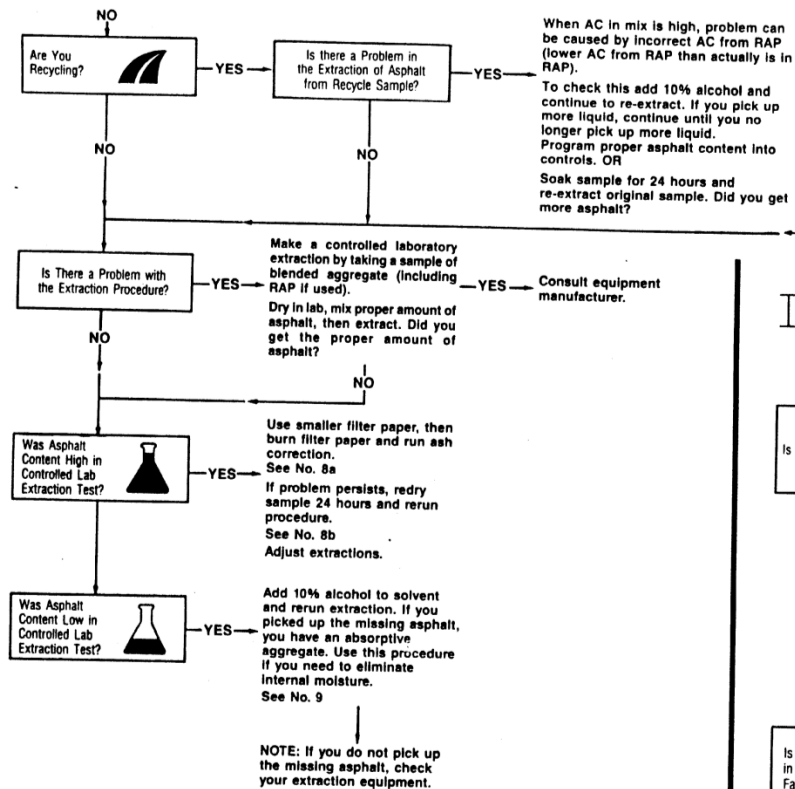 NO
Are You
Recycling?
YES
Is there a Problem in
the Extraction of Asphalt
from Recycle Sample?
YES
When AC in mix is high, problem can
be caused by incorrect AC from RAP
(lower AC from RAP than actually is in
RAP).
To check this add 10% alcohol and
continue to re-extract. If you pick up
more liquid, continue until you no
longer pick up more liquid.
Program proper asphalt content into
controls. OR
Soak sample for 24 hours and
re-extract original sample. Did you get
more asphalt?
NO
NO
Is There a Problem with
the Extraction Procedure?
YES
Make a controlled laboratory
extraction by taking a sample of
blended aggregate (including
RAP if used).
Dry in lab, mix proper amount of
asphalt, then extract. Did you
get the proper amount of
asphalt?
YES
Consult equipment
manufacturer.
NO
NO
Was Asphalt
Content High in
Controlled Lab
Extraction Test?
YES
Use smaller filter paper, then
burn filter paper and run ash
correction.
See No. 8a
If problem persists, redry
sample 24 hours and rerun
procedure.
See No. 8b
Adjust extractions.
Was Asphalt
Content Low in
Controlled Lab
Extraction Test?
YES
Add 10% alcohol to solvent
and rerun extraction. If you
picked up the missing asphalt,
you have an absorptive
aggregate. Use this procedure
if you need to eliminate
internal moisture.
See No. 9
NOTE: If you do not pick up
the missing asphalt, check
your extraction equipment.
Is
Is
in
Fa